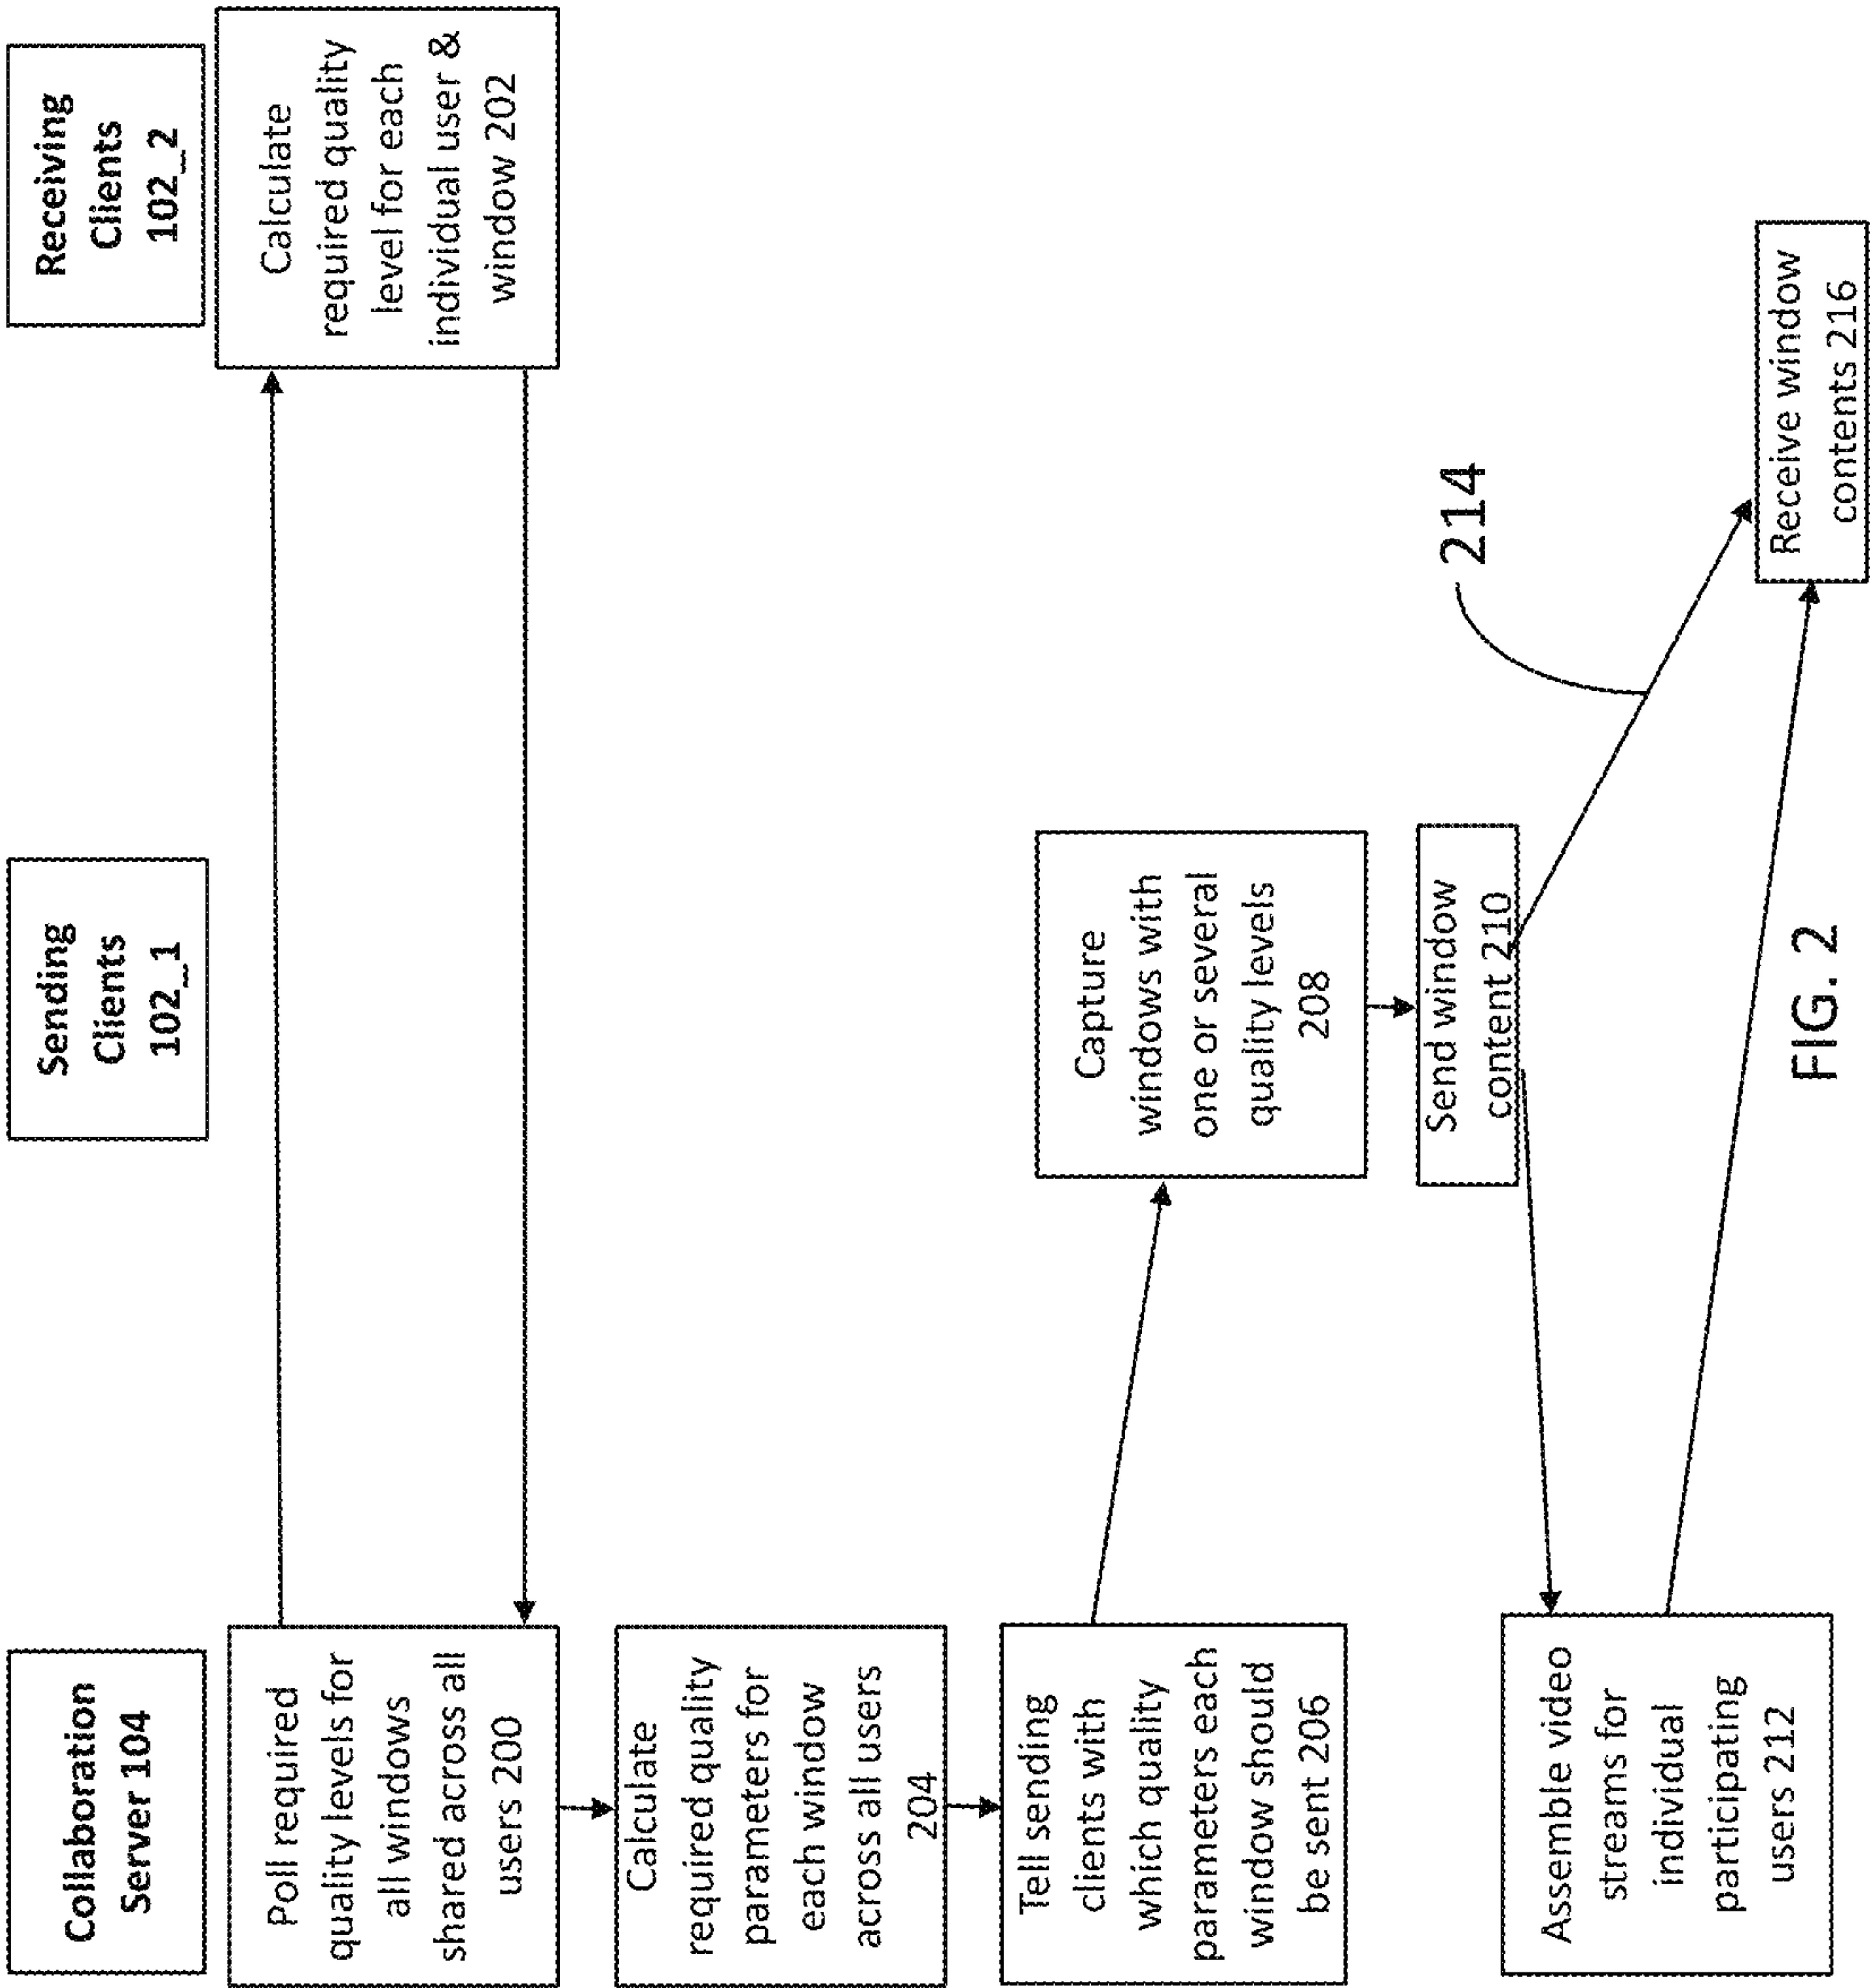 Collaboration
Server 104
Sending
Clients
102_1
Receiving
Clients
102_2
Poll required
quality levels for
all windows
shared across all
users 200
Calculate
required quality
level for each
individual user &
window 202
Calculate
required quality
parameters for
each window
across all users
204
Tell sending
clients with
which quality
parameters each
window should
be sent 206
Capture
windows with
one or several
quality levels
208
Send window
content 210
214
Assemble video
streams for
individual
participating
users 212
Receive window
contents 216
FIG. 2